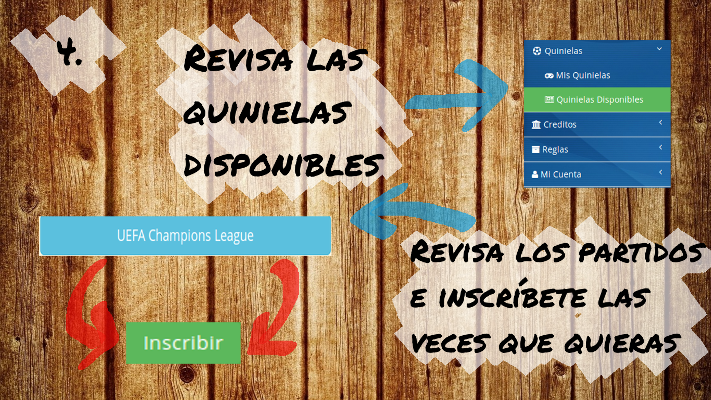 4.
Revisa las
quinielas
disponibles
Quinielas
Mis Quinielas
Quinielas Disponibles
Creditos
Reglas
Mi Cuenta
UEFA Champions League
Inscribir
Revisa los partidos
e inscríbete las
veces que quieras